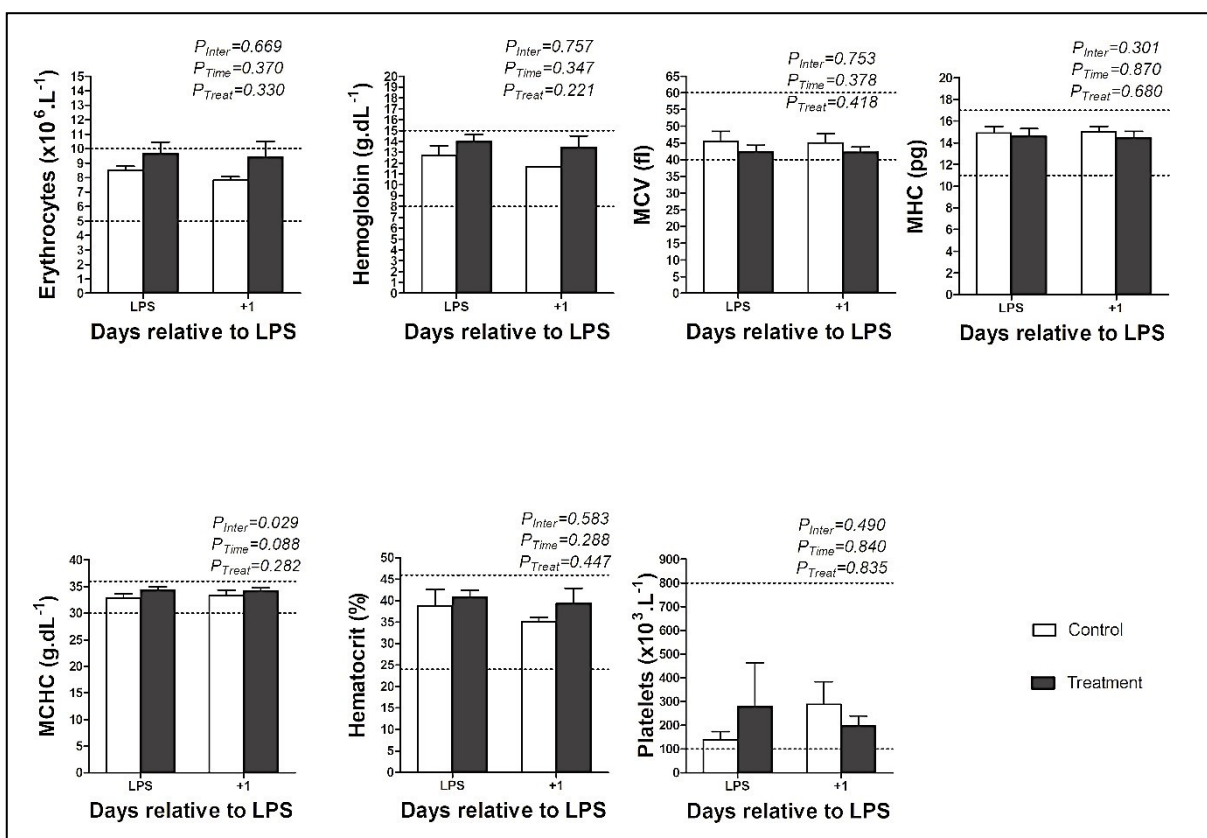 P_Inter=0.669
P_Time=0.370
P_Treat=0.330
Erythrocytes (x10⁶.L⁻¹)
11
10
9
8
7
6
5
4
3
2
1
0
LPS +1
Days relative to LPS
P_Inter=0.757
P_Time=0.347
P_Treat=0.221
Hemoglobin (g.dL⁻¹)
20
19
18
17
16
15
14
13
12
11
10
9
8
7
6
5
4
3
2
1
0
LPS +1
Days relative to LPS
P_Inter=0.753
P_Time=0.378
P_Treat=0.418
MCV (fl)
65
60
55
50
45
40
35
30
25
20
15
10
5
0
LPS +1
Days relative to LPS
P_Inter=0.301
P_Time=0.870
P_Treat=0.680
MHC (pg)
20
18
16
14
12
10
8
6
4
2
0
LPS +1
Days relative to LPS
P_Inter=0.029
P_Time=0.088
P_Treat=0.282
MCHC (g.dL⁻¹)
40
35
30
25
20
15
10
5
0
LPS +1
Days relative to LPS
P_Inter=0.583
P_Time=0.288
P_Treat=0.447
Hematocrit (%)
50
45
40
35
30
25
20
15
10
5
0
LPS +1
Days relative to LPS
P_Inter=0.490
P_Time=0.840
P_Treat=0.835
Platelets (x10³.L⁻¹)
900
800
700
600
500
400
300
200
100
0
LPS +1
Days relative to LPS
Control
Treatment